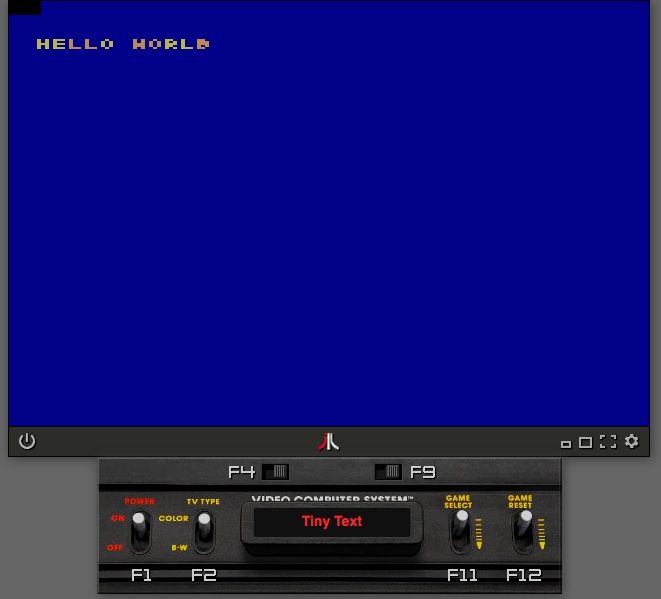 HELLO WORLD
F4 F9
VIDEO COMPUTER SYSTEM™
POWER TV TYPE GAME SELECT GAME RESET
ON COLOR
Tiny Text
OFF B·W
F1 F2 F11 F12